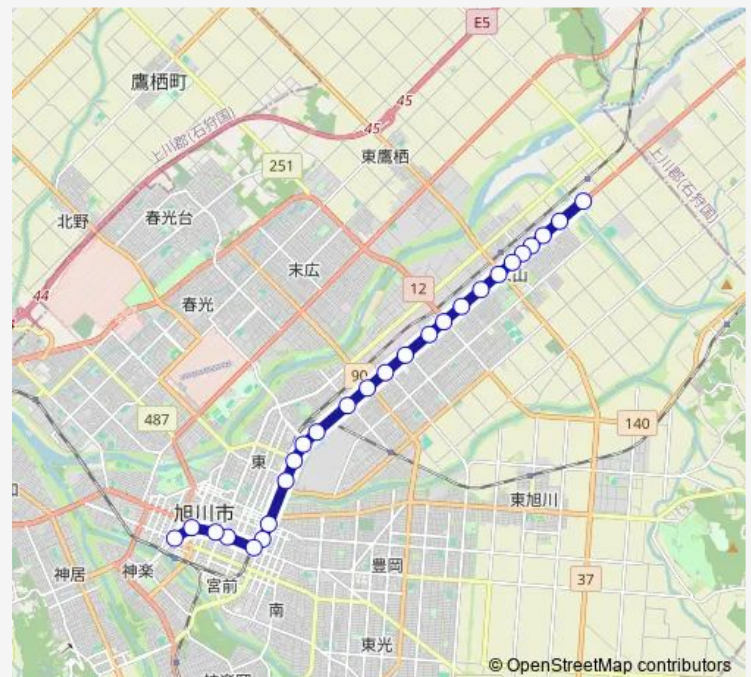 E5
鷹栖町
45
上川郡(石狩国)
45
東鷹栖
251
上川郡(石狩国)
北野
春光台
末広
12
44
春光
90
487
140
東
東旭川
旭川市
神居
神楽
宮前
豊岡
37
南
東光
© OpenStreetMap contributors